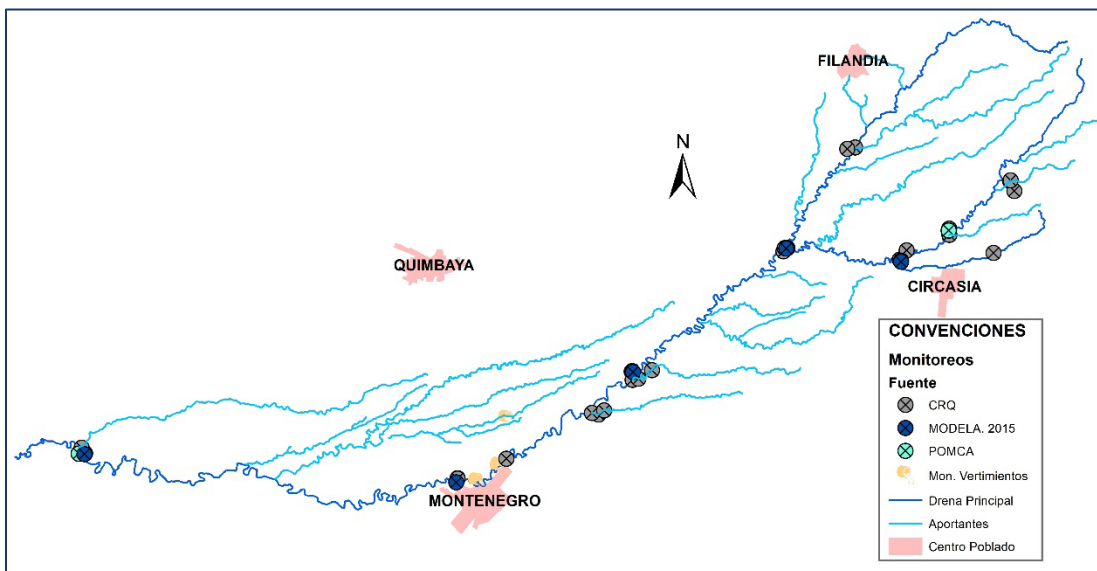 FILANDIA
N
QUIMBAYA
CIRCASIA
MONTENEGRO
CONVENCIONES
Monitoreos
Fuente
CRQ
MODELA. 2015
POMCA
Mon. Vertimientos
Drena Principal
Aportantes
Centro Poblado